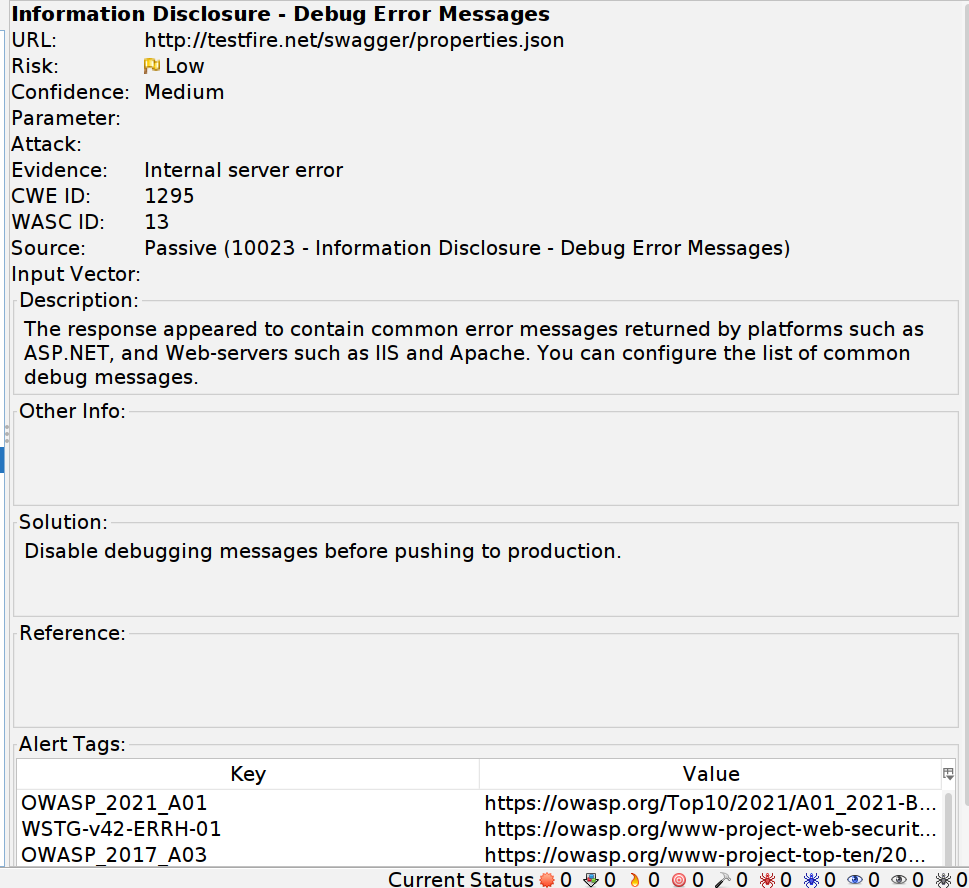 Information Disclosure - Debug Error Messages
URL: http://testfire.net/swagger/properties.json
Risk: Low
Confidence: Medium
Parameter:
Attack:
Evidence: Internal server error
CWE ID: 1295
WASC ID: 13
Source: Passive (10023 - Information Disclosure - Debug Error Messages)
Input Vector:
Description:
The response appeared to contain common error messages returned by platforms such as
ASP.NET, and Web-servers such as IIS and Apache. You can configure the list of common
debug messages.
Other Info:
Solution:
Disable debugging messages before pushing to production.
Reference:
Alert Tags:
Key Value
OWASP_2021_A01 https://owasp.org/Top10/2021/A01_2021-B...
WSTG-v42-ERRH-01 https://owasp.org/www-project-web-securit...
OWASP_2017_A03 https://owasp.org/www-project-top-ten/20...
Current Status 0 0 0 0 0 0 0 0 0 0